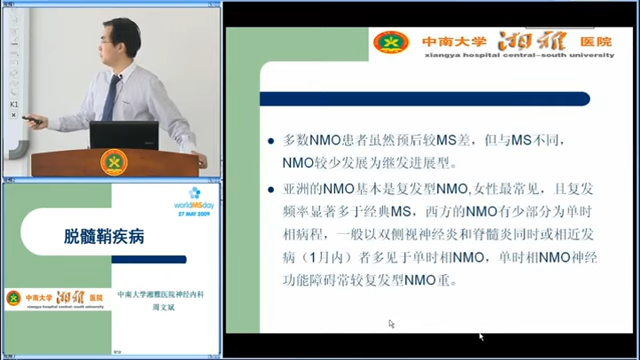 K1
worldMSday
27 MAY 2009
脱髓鞘疾病
中南大学 湘雅 医院
xiangya hospital central-south university
中南大学湘雅医院神经内科
周文斌
中南大学 湘雅 医院
xiangya hospital central-south university
多数NMO患者虽然预后较MS差，但与MS不同，
NMO较少发展为继发进展型。
亚洲的NMO基本是复发型NMO,女性最常见，且复发
频率显著多于经典MS，西方的NMO有少部分为单时
相病程，一般以双侧视神经炎和脊髓炎同时或相近发
病（1月内）者多见于单时相NMO，单时相NMO神经
功能障碍常较复发型NMO重。